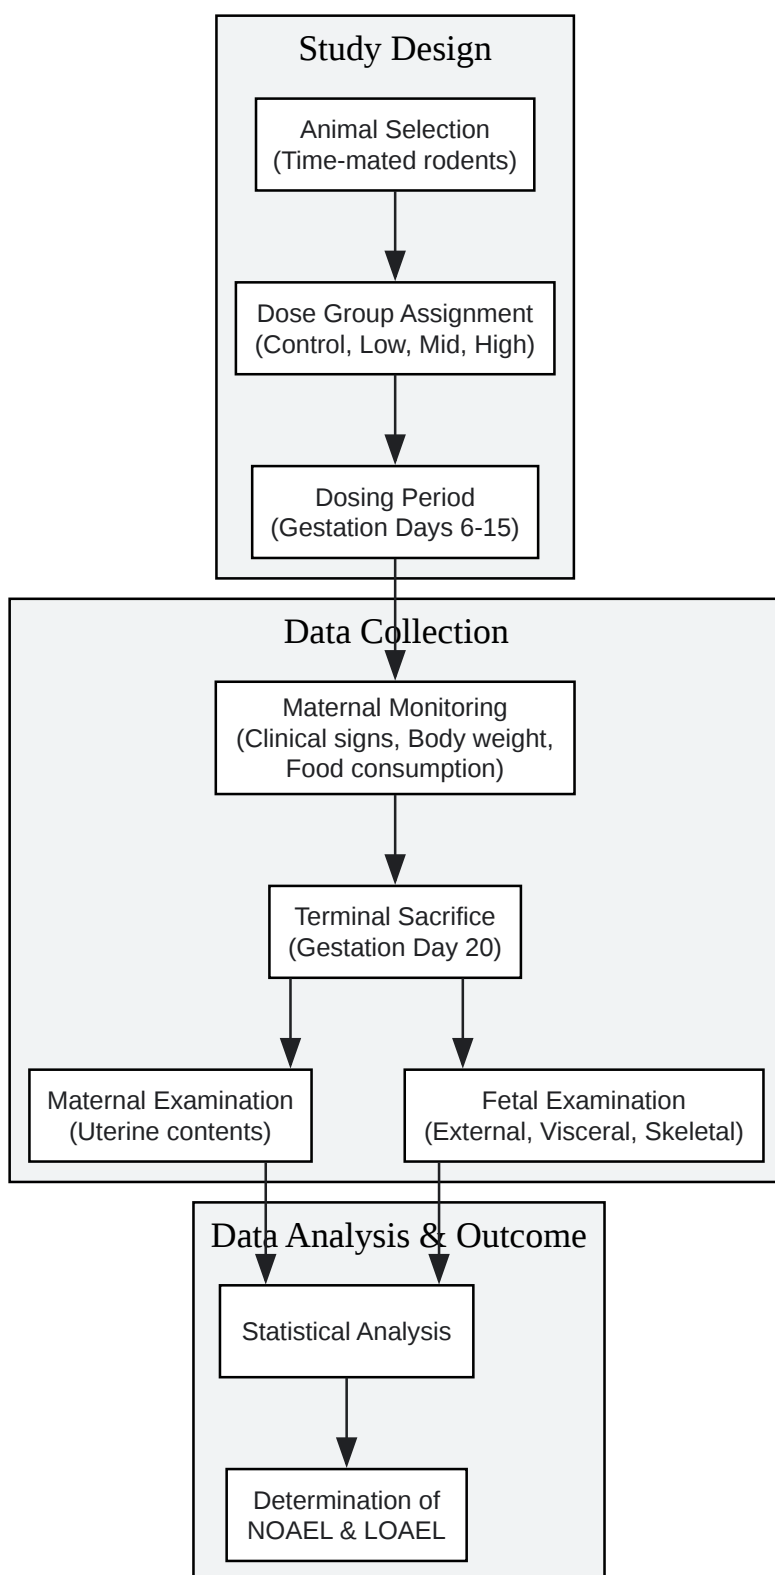 Study Design
Animal Selection
(Time-mated rodents)
Dose Group Assignment
(Control, Low, Mid, High)
Dosing Period
(Gestation Days 6-15)
Data Collection
Maternal Monitoring
(Clinical signs, Body weight,
Food consumption)
Terminal Sacrifice
(Gestation Day 20)
Maternal Examination
(Uterine contents)
Fetal Examination
(External, Visceral, Skeletal)
Data Analysis & Outcome
Statistical Analysis
Determination of
NOAEL & LOAEL